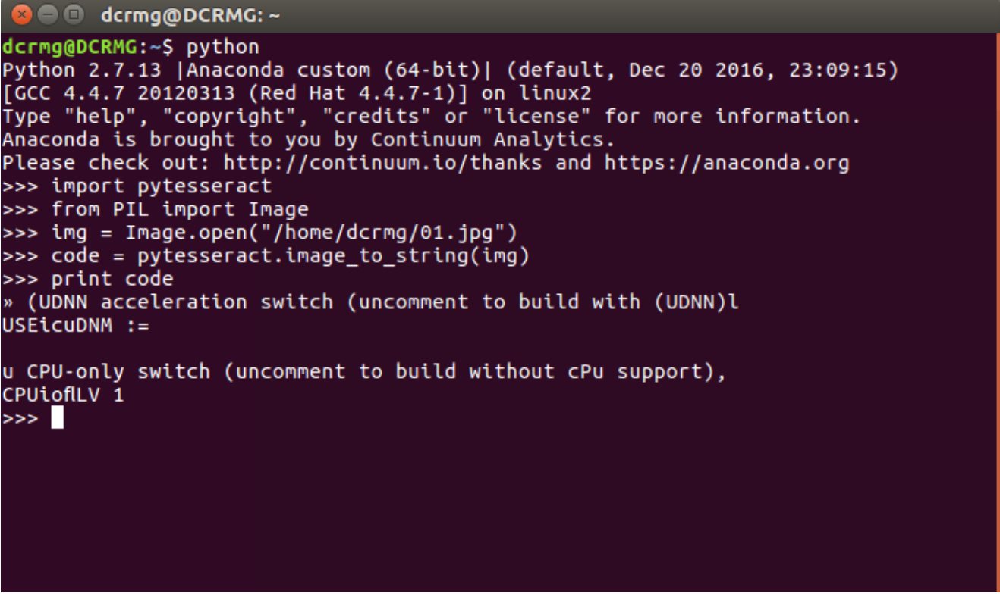 dcrmg@DCRMG: ~
dcrmg@DCRMG:~$ python
Python 2.7.13 |Anaconda custom (64-bit)| (default, Dec 20 2016, 23:09:15)
[GCC 4.4.7 20120313 (Red Hat 4.4.7-1)] on linux2
Type "help", "copyright", "credits" or "license" for more information.
Anaconda is brought to you by Continuum Analytics.
Please check out: http://continuum.io/thanks and https://anaconda.org
>>> import pytesseract
>>> from PIL import Image
>>> img = Image.open("/home/dcrmg/01.jpg")
>>> code = pytesseract.image_to_string(img)
>>> print code
» (UDNN acceleration switch (uncomment to build with (UDNN)l
USEicuDNM :=
u CPU-only switch (uncomment to build without cPu support),
CPUioflLV 1
>>>